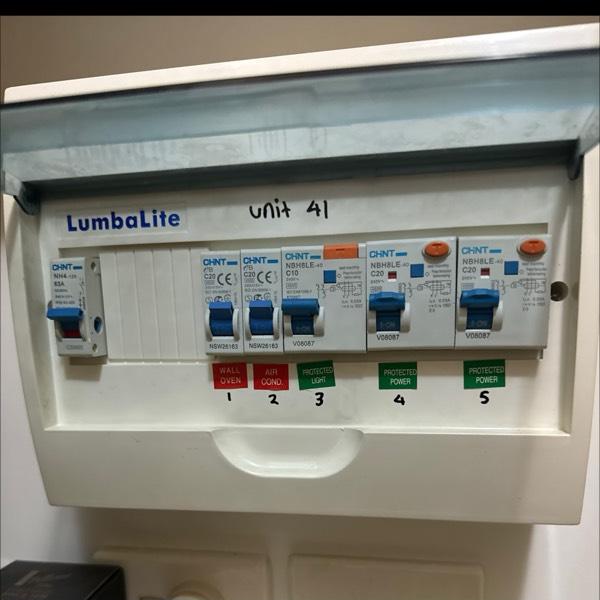 unit 41
LumbaLite
CHNT
NH4
63A
CHNT
C20
NSW26163
CHNT
C20
NSW26163
CHNT
NBH8LE-40
C10
V08087
CHNT
NBH8LE-40
C20
I-ON
V08087
CHNT
NBH8LE-40
C20
I-ON
V08087
WALL
OVEN
AIR
COND.
PROTECTED
LIGHT
PROTECTED
POWER
PROTECTED
POWER
1
2
3
4
5